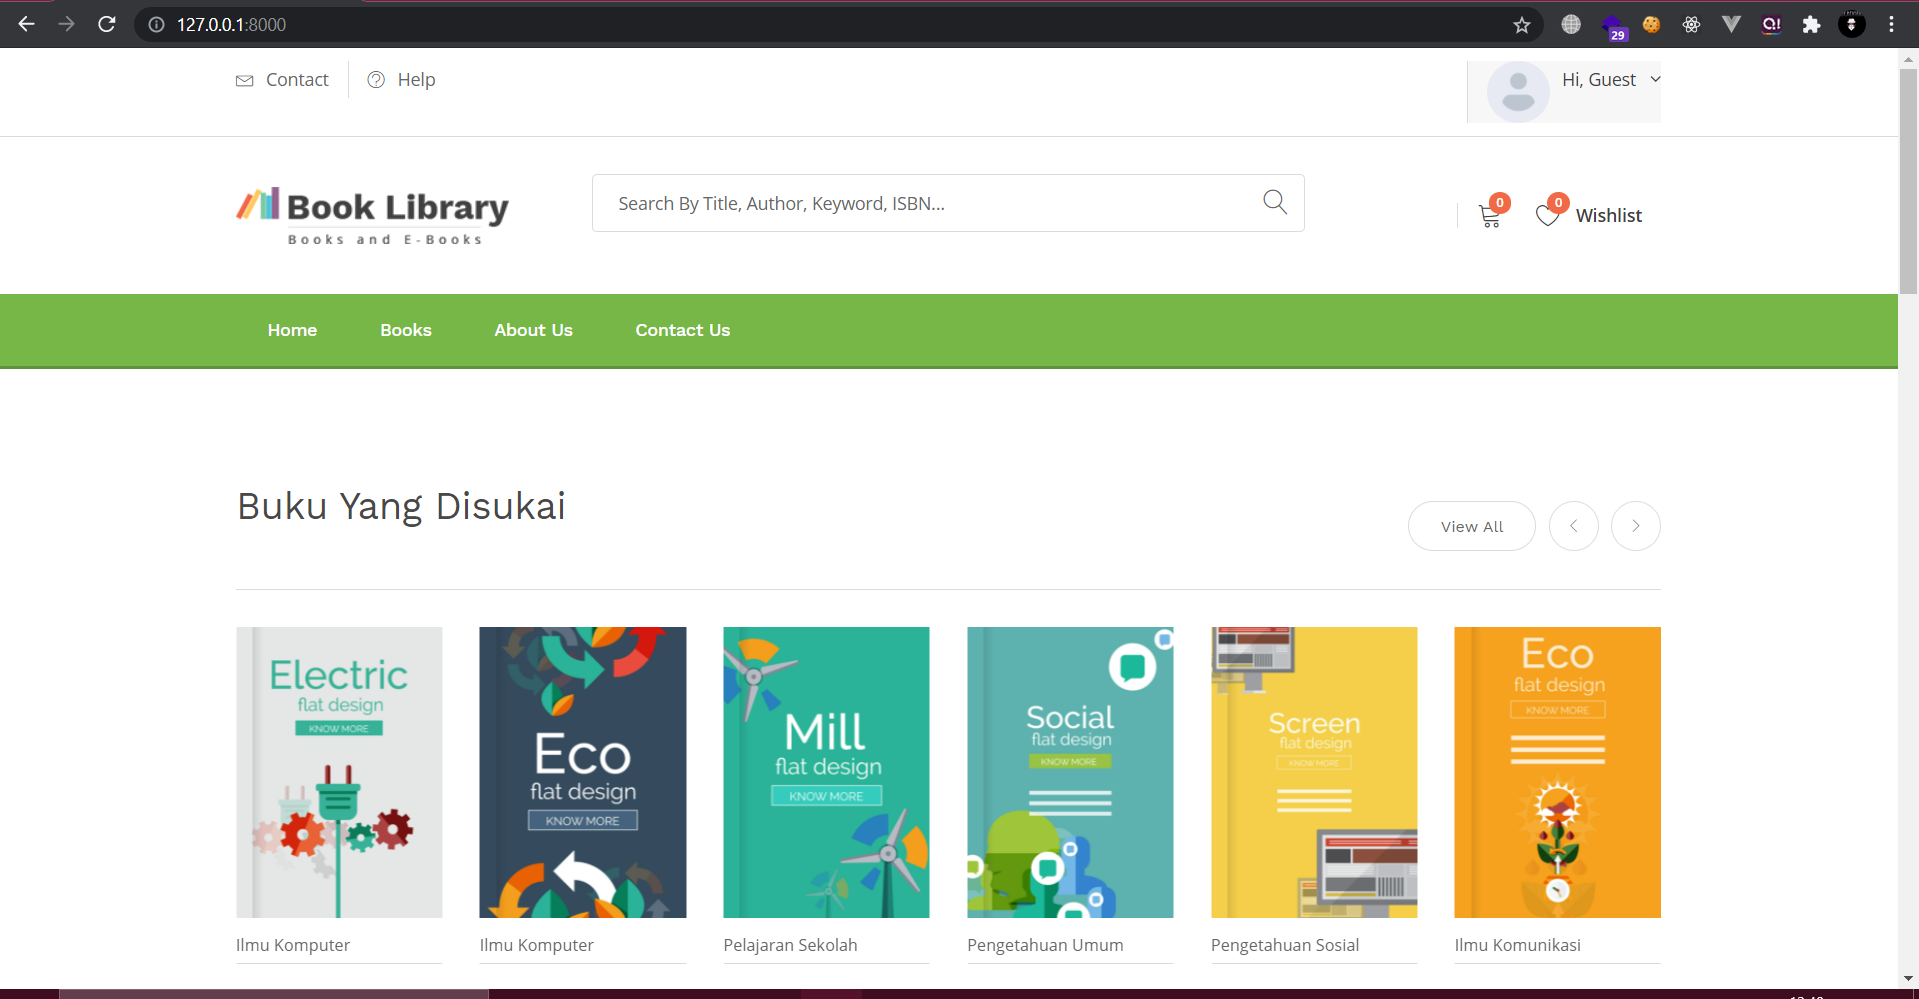 127.0.0.1:8000
29
Contact
Help
Hi, Guest
Book Library
Books and E-Books
Search By Title, Author, Keyword, ISBN...
0
0
Wishlist
Home
Books
About Us
Contact Us
Buku Yang Disukai
View All
Electric
flat design
KNOW MORE
Eco
flat design
KNOW MORE
Mill
flat design
KNOW MORE
Social
flat design
KNOW MORE
Screen
flat design
KNOW MORE
Eco
flat design
KNOW MORE
Ilmu Komputer
Ilmu Komputer
Pelajaran Sekolah
Pengetahuan Umum
Pengetahuan Sosial
Ilmu Komunikasi